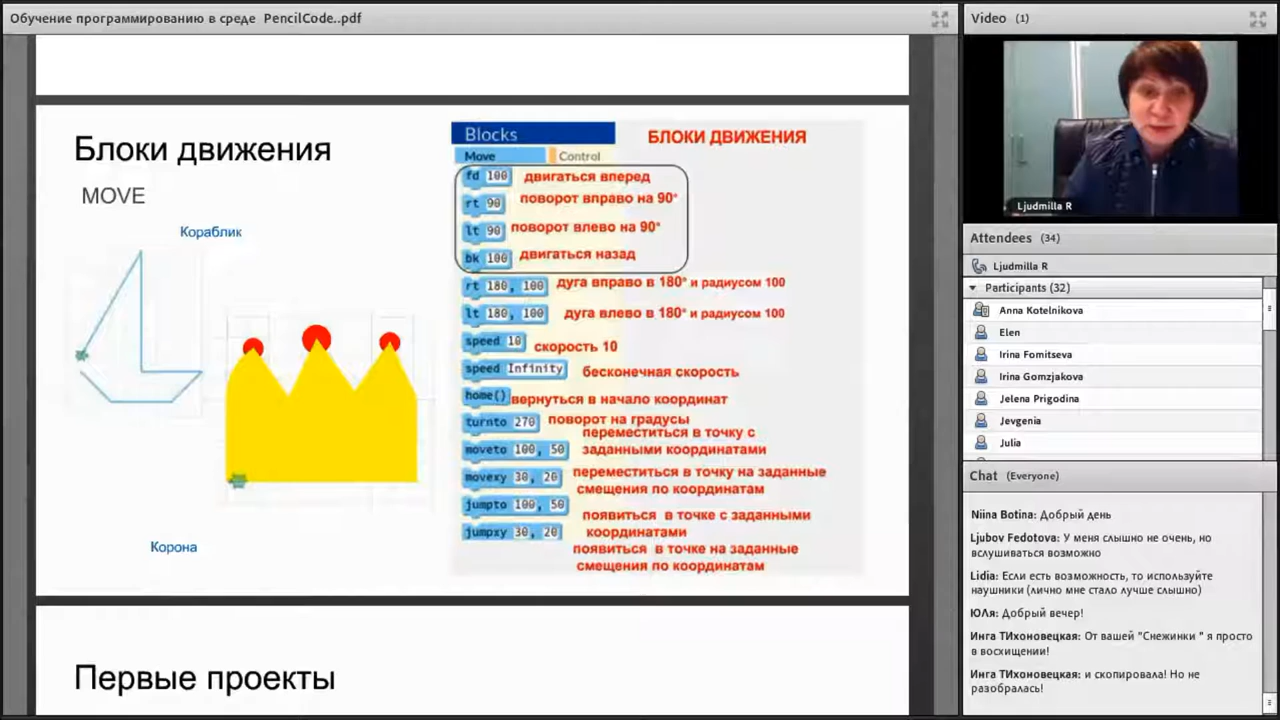 Обучение программированию в среде PencilCode..pdf
Блоки движения
MOVE
Кораблик
Корона
Blocks
БЛОКИ ДВИЖЕНИЯ
Move
Control
fd 100 двигаться вперед
rt 90 поворот вправо на 90°
lt 90 поворот влево на 90°
bk 100 двигаться назад
rt 180, 100 дуга вправо в 180° и радиусом 100
lt 180, 100 дуга влево в 180° и радиусом 100
speed 10 скорость 10
speed Infinity бесконечная скорость
home() вернуться в начало координат
turnto 270 поворот на градусы
moveto 100, 50 переместиться в точку с
заданными координатами
movexy 30, 20 переместиться в точку на заданные
смещения по координатам
jumpto 100, 50 появиться в точке с заданными
координатами
jumpxy 30, 20 появиться в точке на заданные
смещения по координатам
Первые проекты
Video (1)
Ljudmilla R
Attendees (34)
Ljudmilla R
Participants (32)
Anna Kotelnikova
Elen
Irina Fomitseva
Irina Gomzjakova
Jelena Prigodina
Jevgenia
Julia
Chat (Everyone)
Niina Botina: Добрый день
Ljubov Fedotova: У меня слышно не очень, но
вслушиваться возможно
Lidia: Если есть возможность, то используйте
наушники (лично мне стало лучше слышно)
ЮЛя: Добрый вечер!
Инга ТИхоновецкая: От вашей "Снежинки " я просто
в восхищении!
Инга ТИхоновецкая: и скопировала! Но не
разобралась!